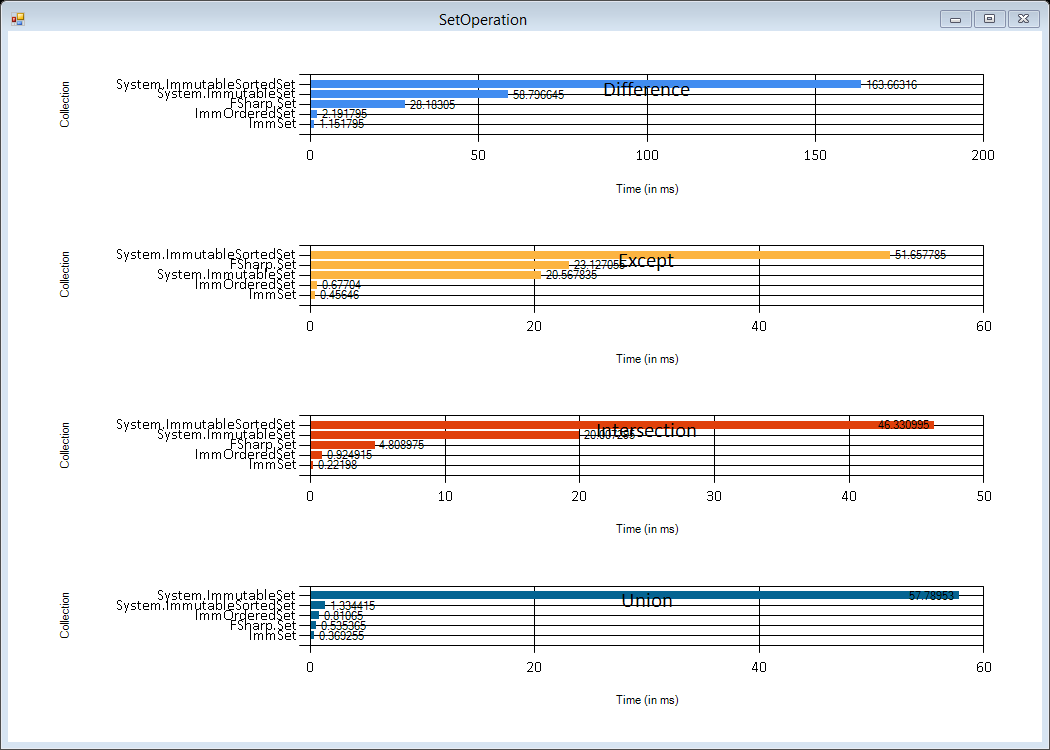 SetOperation
Difference
Collection
System.ImmutableSortedSet 163.66316
System.ImmutableSet 58.796645
FSharp.Set 28.18305
ImmOrderedSet 2.191795
ImmSet 1.151795
0 50 100 150 200
Time (in ms)
Except
Collection
System.ImmutableSortedSet 51.657785
FSharp.Set
System.ImmutableSet 20.567835
ImmOrderedSet 0.67704
ImmSet 0.45646
0 20 40 60
Time (in ms)
Intersection
Collection
System.ImmutableSortedSet 46.330995
System.ImmutableSet
FSharp.Set 4.808975
ImmOrderedSet 0.924915
ImmSet 0.22198
0 10 20 30 40 50
Time (in ms)
Union
Collection
System.ImmutableSet 57.78953
System.ImmutableSortedSet 1.334415
ImmOrderedSet 0.81065
FSharp.Set 0.535365
ImmSet 0.369255
0 20 40 60
Time (in ms)